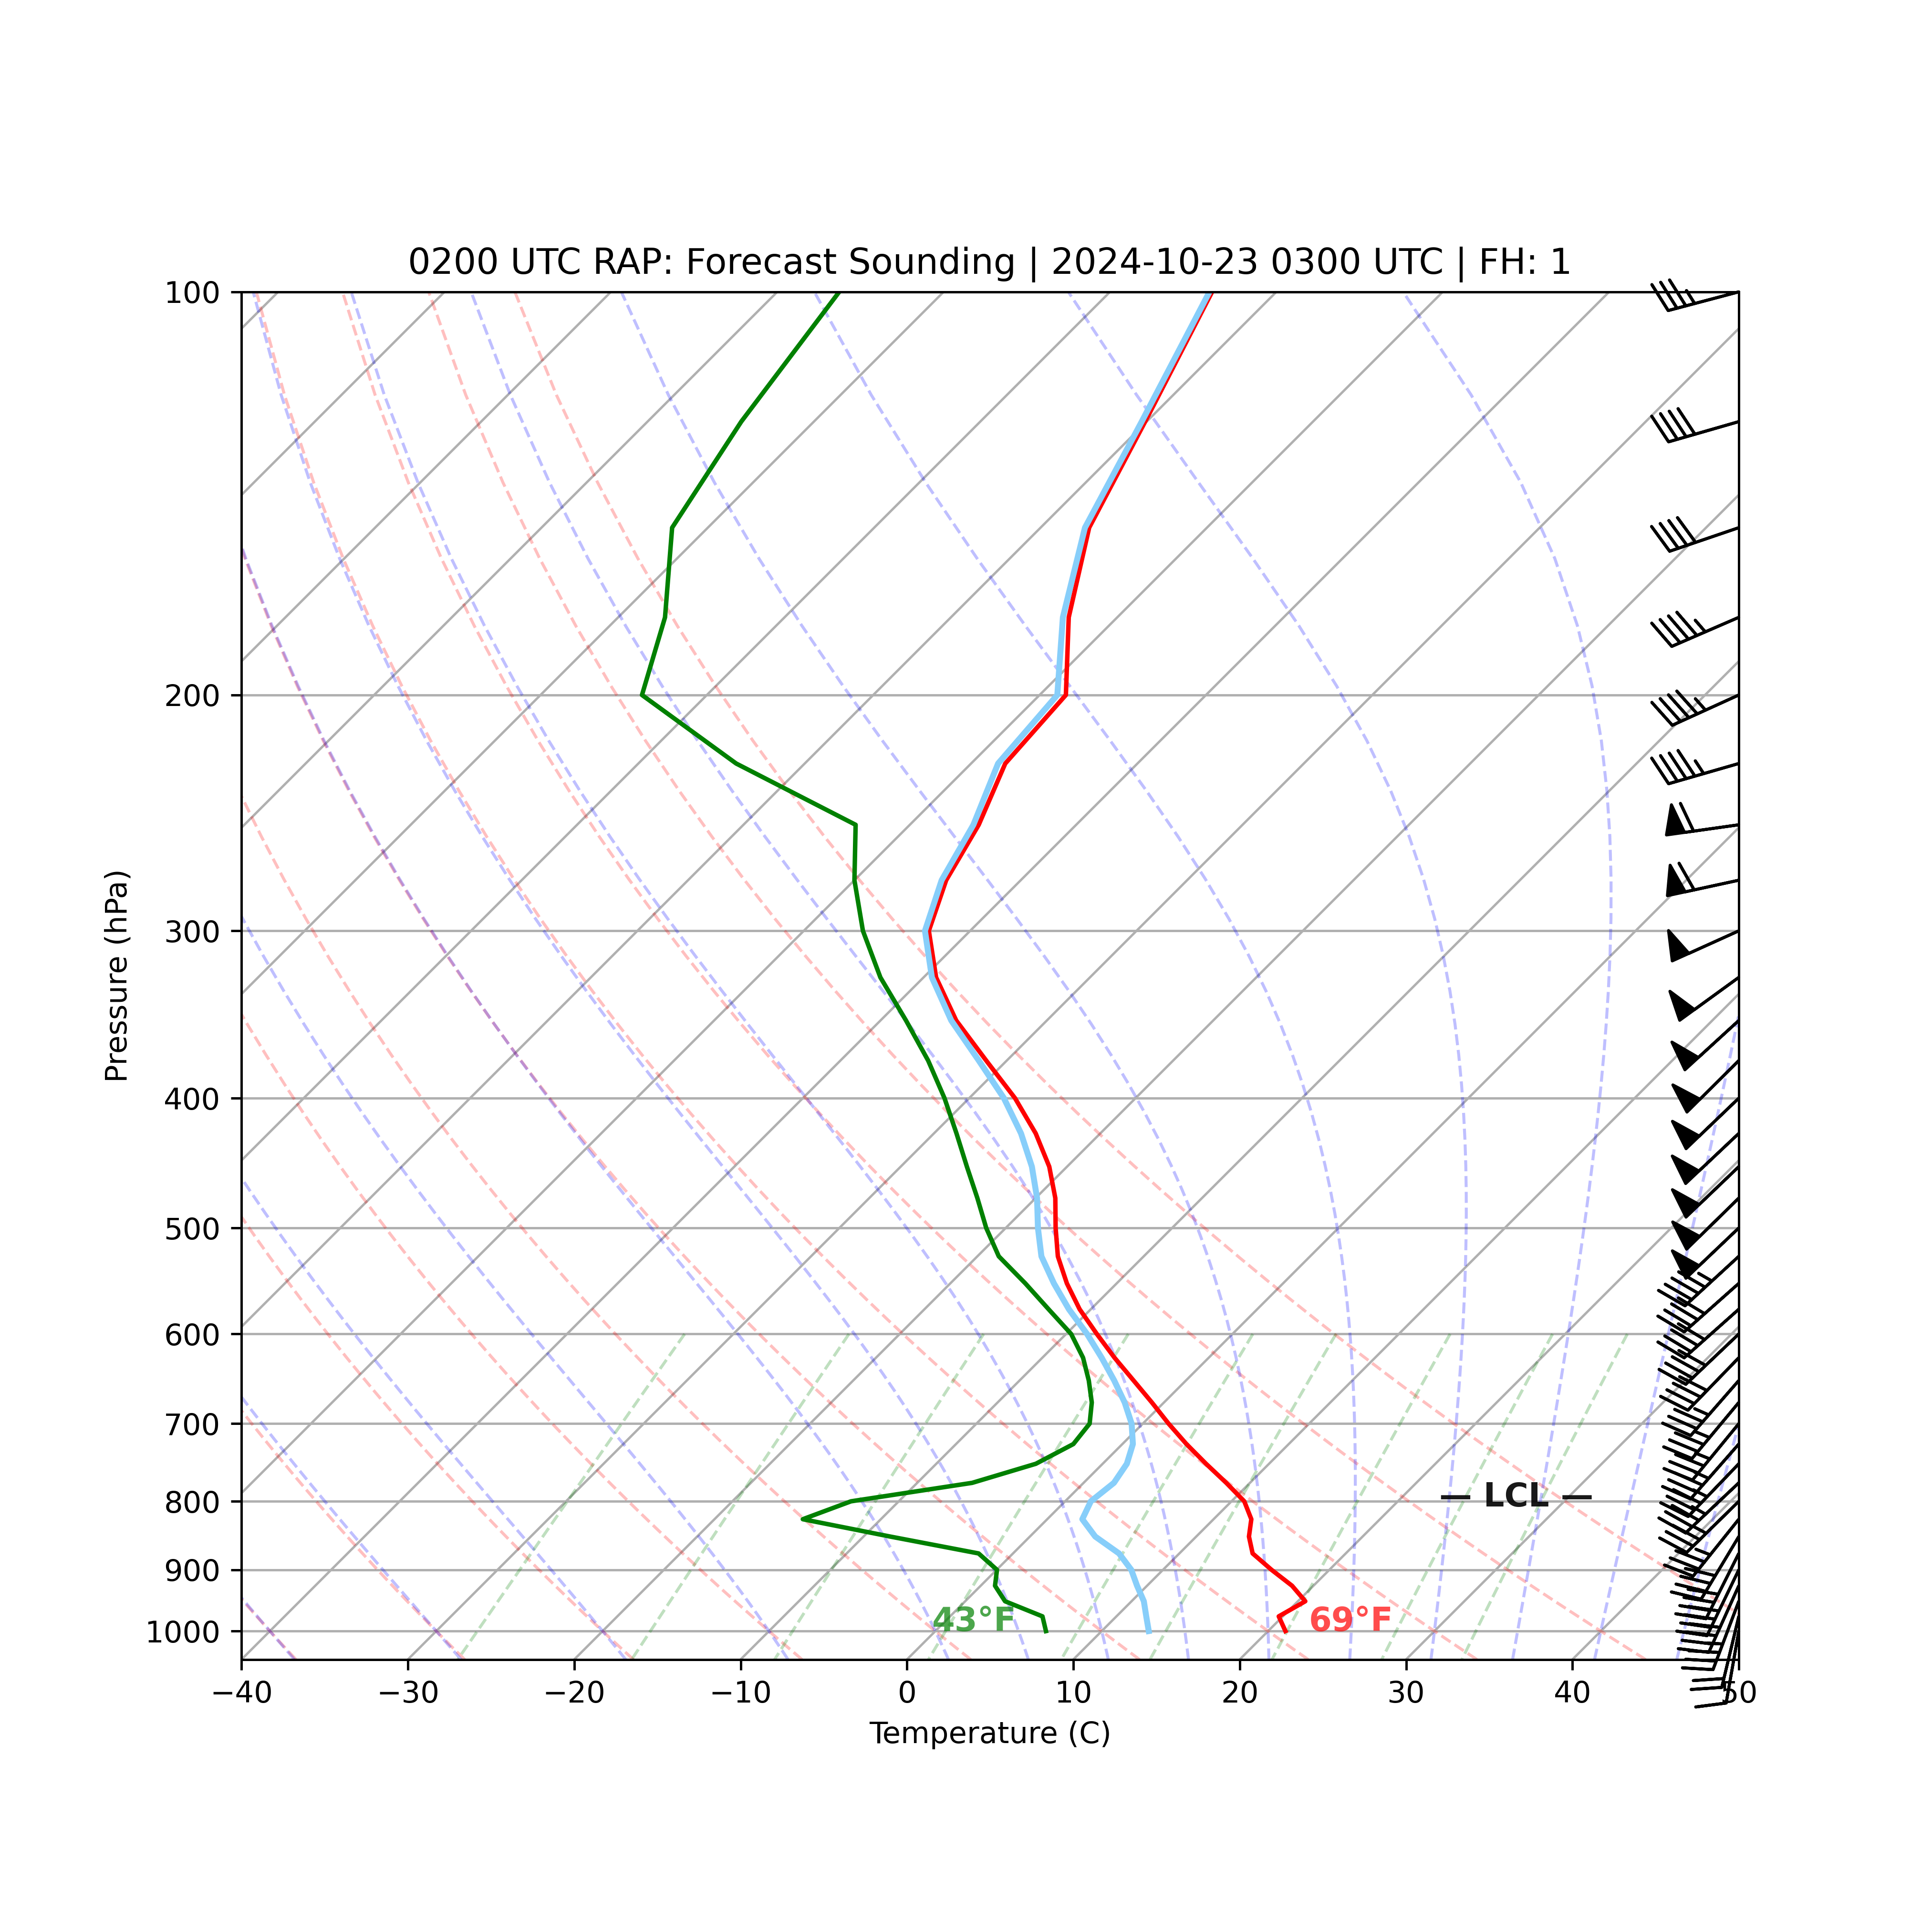 0200 UTC RAP: Forecast Sounding | 2024-10-23 0300 UTC | FH: 1
100
200
300
400
500
600
700
800
900
1000
Pressure (hPa)
— LCL —
43°F
69°F
−40 −30 −20 −10 0 10 20 30 40 50
Temperature (C)